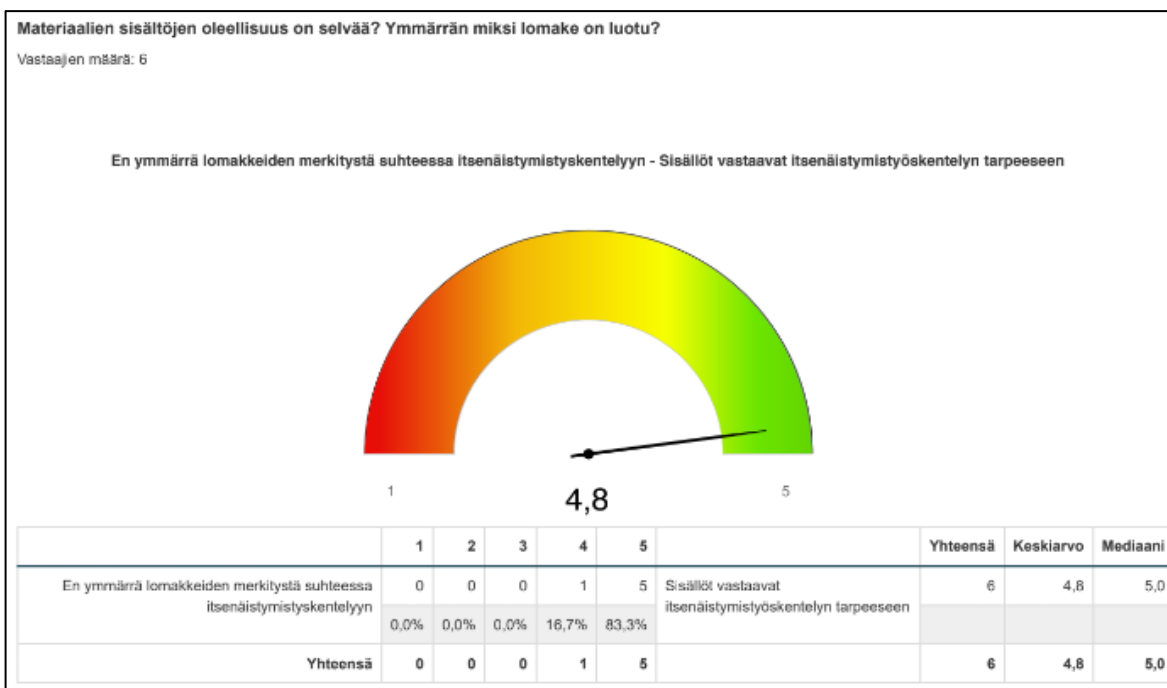 Materiaalien sisältöjen oleellisuus on selvää? Ymmärrän miksi lomake on luotu?
Vastaajien määrä: 6
En ymmärrä lomakkeiden merkitystä suhteessa itsenäistymistyskentelyyn - Sisällöt vastaavat itsenäistymistyöskentelyn tarpeeseen
1
4,8
5
1 2 3 4 5 Yhteensä Keskiarvo Mediaani
En ymmärrä lomakkeiden merkitystä suhteessa 0 0 0 1 5 Sisällöt vastaavat 6 4,8 5,0
itsenäistymistyskentelyyn itsenäistymistyöskentelyn tarpeeseen
0,0% 0,0% 0,0% 16,7% 83,3%
Yhteensä 0 0 0 1 5 6 4,8 5,0